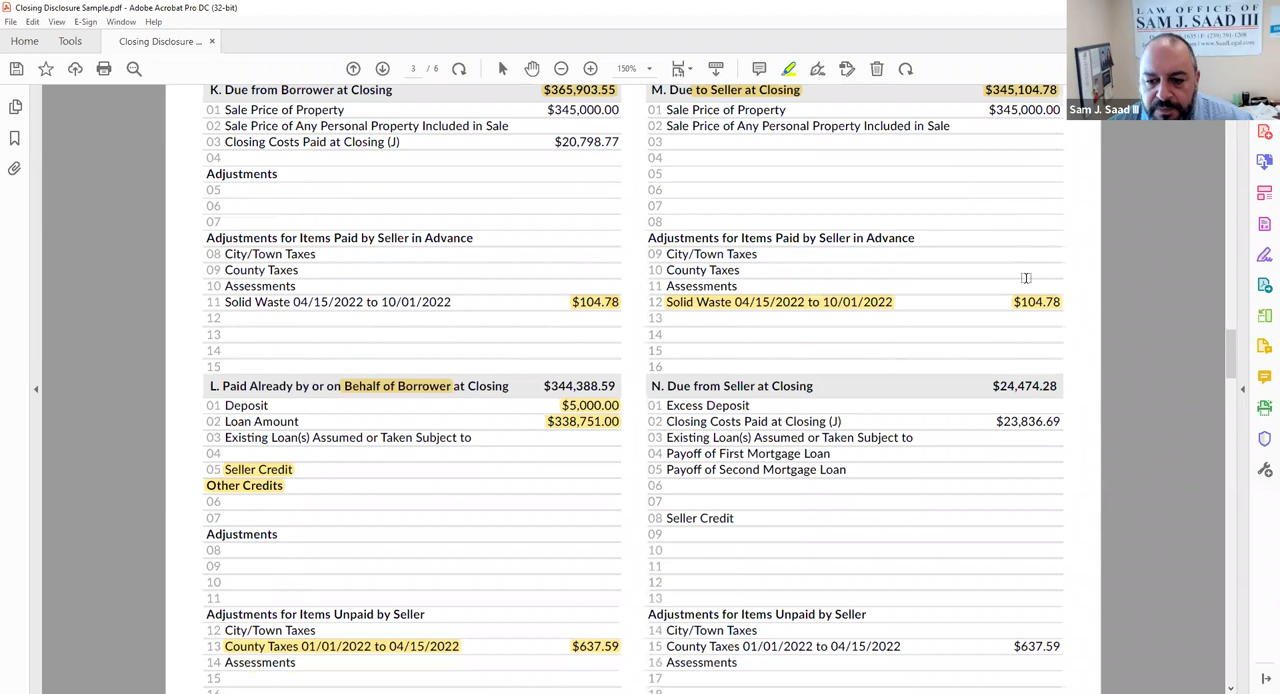 Closing Disclosure Sample.pdf - Adobe Acrobat Pro DC (32-bit)
File Edit View E-Sign Window Help
Home Tools Closing Disclosure ... ×
3 / 6 150%
LAW OFFICE OF
SAM J. SAAD III
Sam J. Saad III
K. Due from Borrower at Closing $365,903.55
01 Sale Price of Property $345,000.00
02 Sale Price of Any Personal Property Included in Sale
03 Closing Costs Paid at Closing (J) $20,798.77
04
Adjustments
05
06
07
Adjustments for Items Paid by Seller in Advance
08 City/Town Taxes
09 County Taxes
10 Assessments
11 Solid Waste 04/15/2022 to 10/01/2022 $104.78
12
13
14
15
L. Paid Already by or on Behalf of Borrower at Closing $344,388.59
01 Deposit $5,000.00
02 Loan Amount $338,751.00
03 Existing Loan(s) Assumed or Taken Subject to
04
05 Seller Credit
Other Credits
06
07
Adjustments
08
09
10
11
Adjustments for Items Unpaid by Seller
12 City/Town Taxes
13 County Taxes 01/01/2022 to 04/15/2022 $637.59
14 Assessments
15
M. Due to Seller at Closing $345,104.78
01 Sale Price of Property $345,000.00
02 Sale Price of Any Personal Property Included in Sale
03
04
05
06
07
08
Adjustments for Items Paid by Seller in Advance
09 City/Town Taxes
10 County Taxes
11 Assessments
12 Solid Waste 04/15/2022 to 10/01/2022 $104.78
13
14
15
16
N. Due from Seller at Closing $24,474.28
01 Excess Deposit
02 Closing Costs Paid at Closing (J) $23,836.69
03 Existing Loan(s) Assumed or Taken Subject to
04 Payoff of First Mortgage Loan
05 Payoff of Second Mortgage Loan
06
07
08 Seller Credit
09
10
11
12
13
Adjustments for Items Unpaid by Seller
14 City/Town Taxes
15 County Taxes 01/01/2022 to 04/15/2022 $637.59
16 Assessments
17